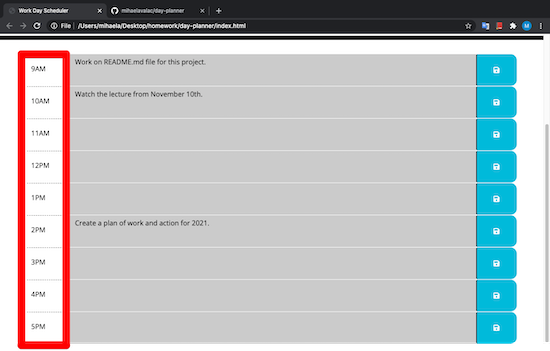 Work Day Scheduler
mihaelavalac/day-planner
File | /Users/mihaela/Desktop/homework/day-planner/index.html
9AM Work on README.md file for this project.
10AM Watch the lecture from November 10th.
11AM
12PM
1PM
2PM Create a plan of work and action for 2021.
3PM
4PM
5PM